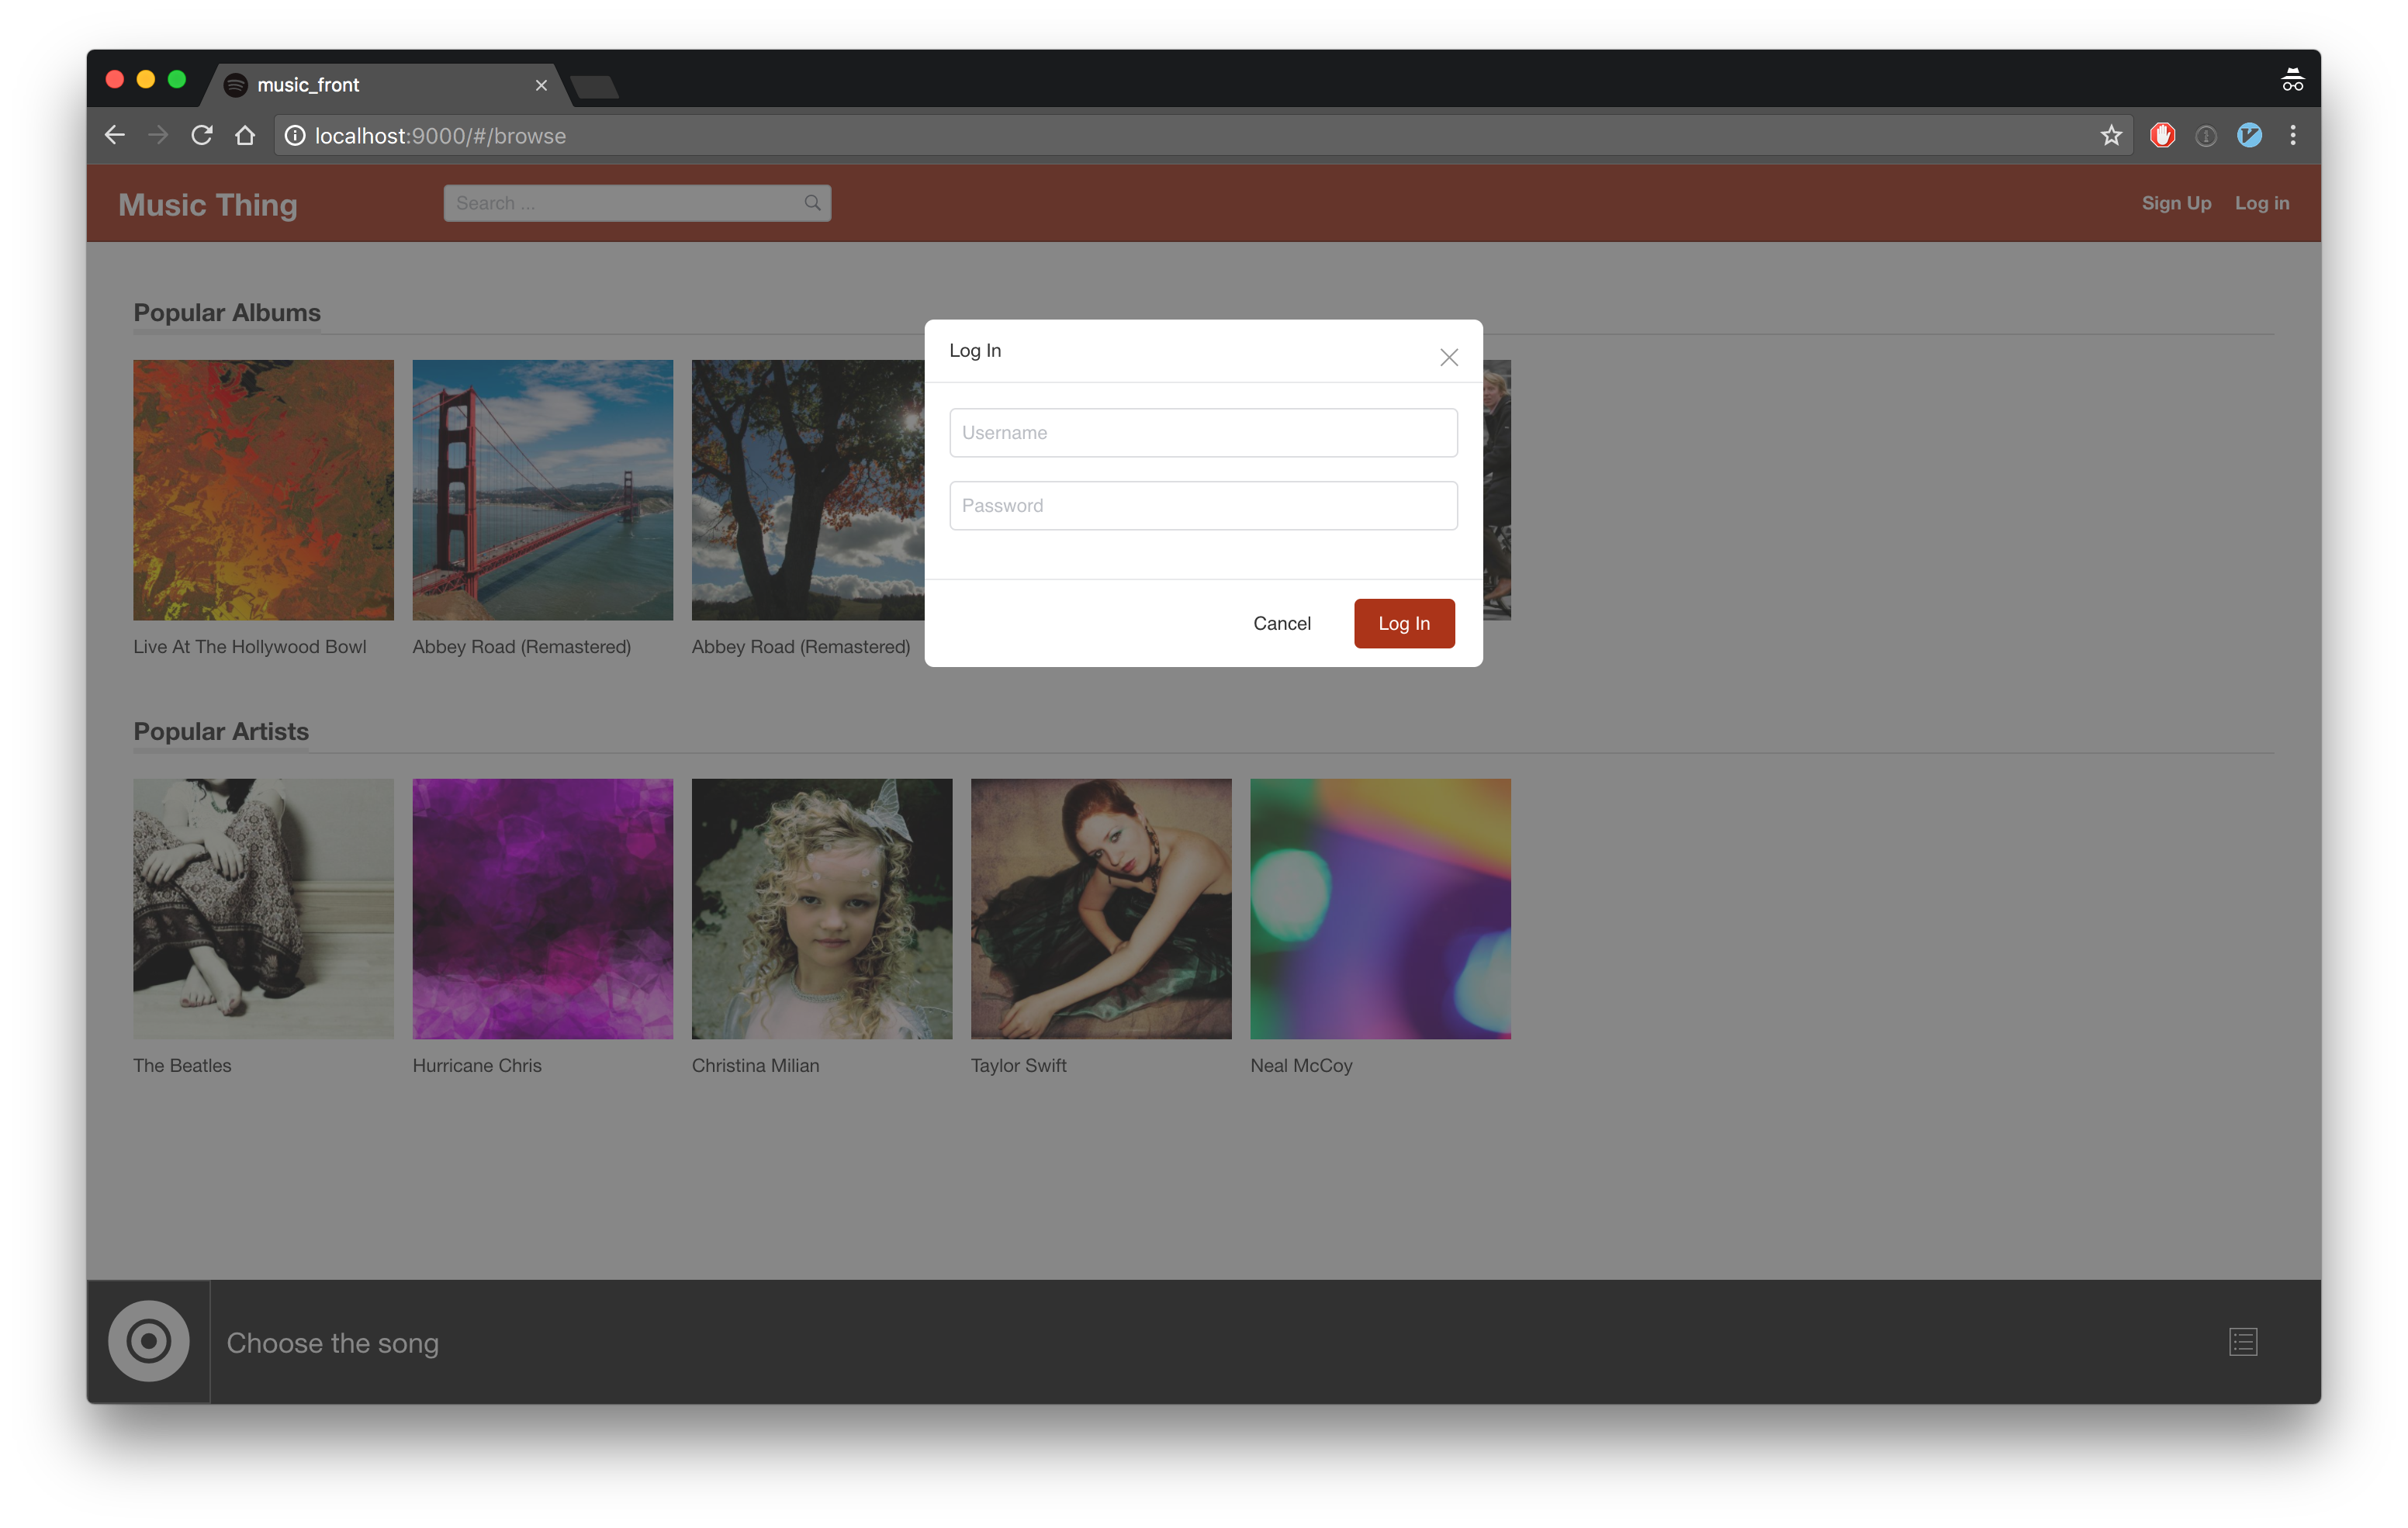 music_front
localhost:9000/#/browse
Music Thing
Search ...
Sign Up
Log in
Popular Albums
Log In
Username
Password
Cancel
Log In
Live At The Hollywood Bowl
Abbey Road (Remastered)
Abbey Road (Remastered)
Popular Artists
The Beatles
Hurricane Chris
Christina Milian
Taylor Swift
Neal McCoy
Choose the song